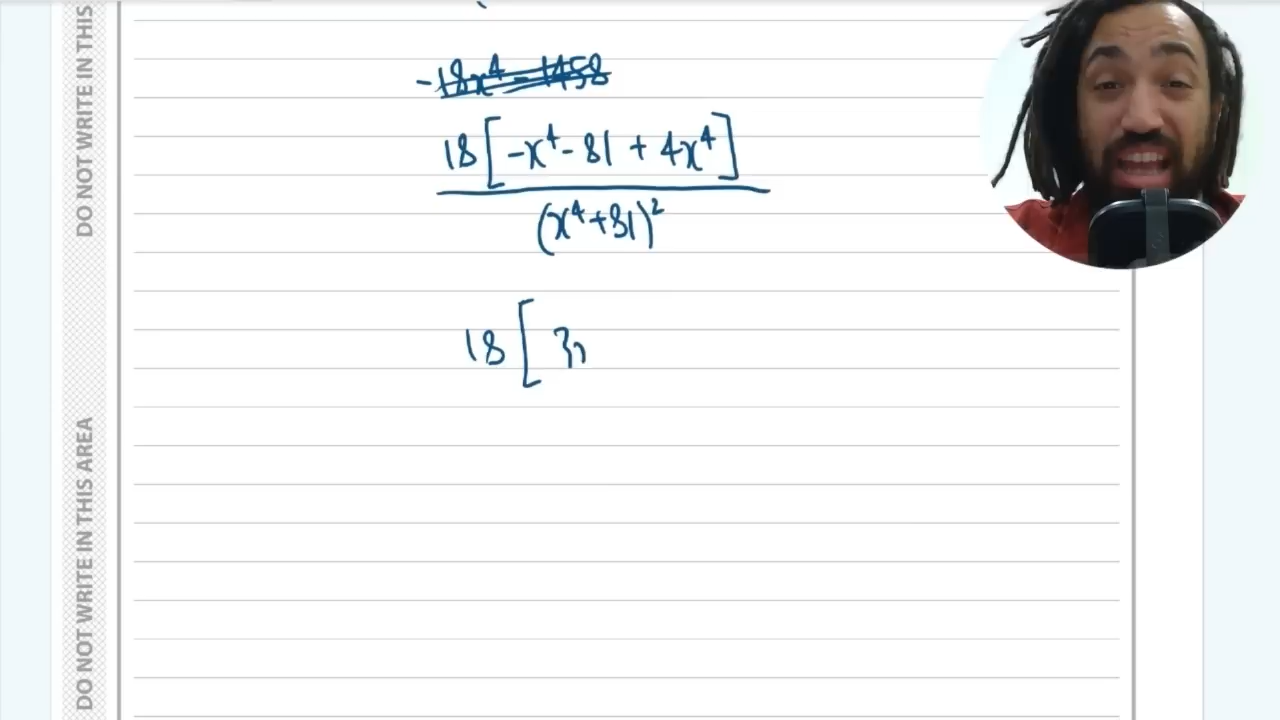 DO NOT WRITE IN THIS
-18x⁴ - 1458
18[-x⁴ - 81 + 4x⁴]
(x⁴+81)²
18[3
DO NOT WRITE IN THIS AREA